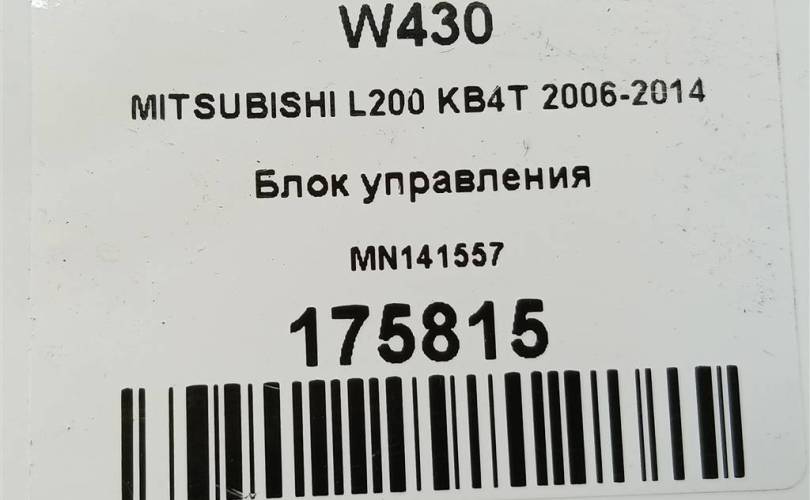 W430
MITSUBISHI L200 KB4T 2006-2014
Блок управления
MN141557
175815